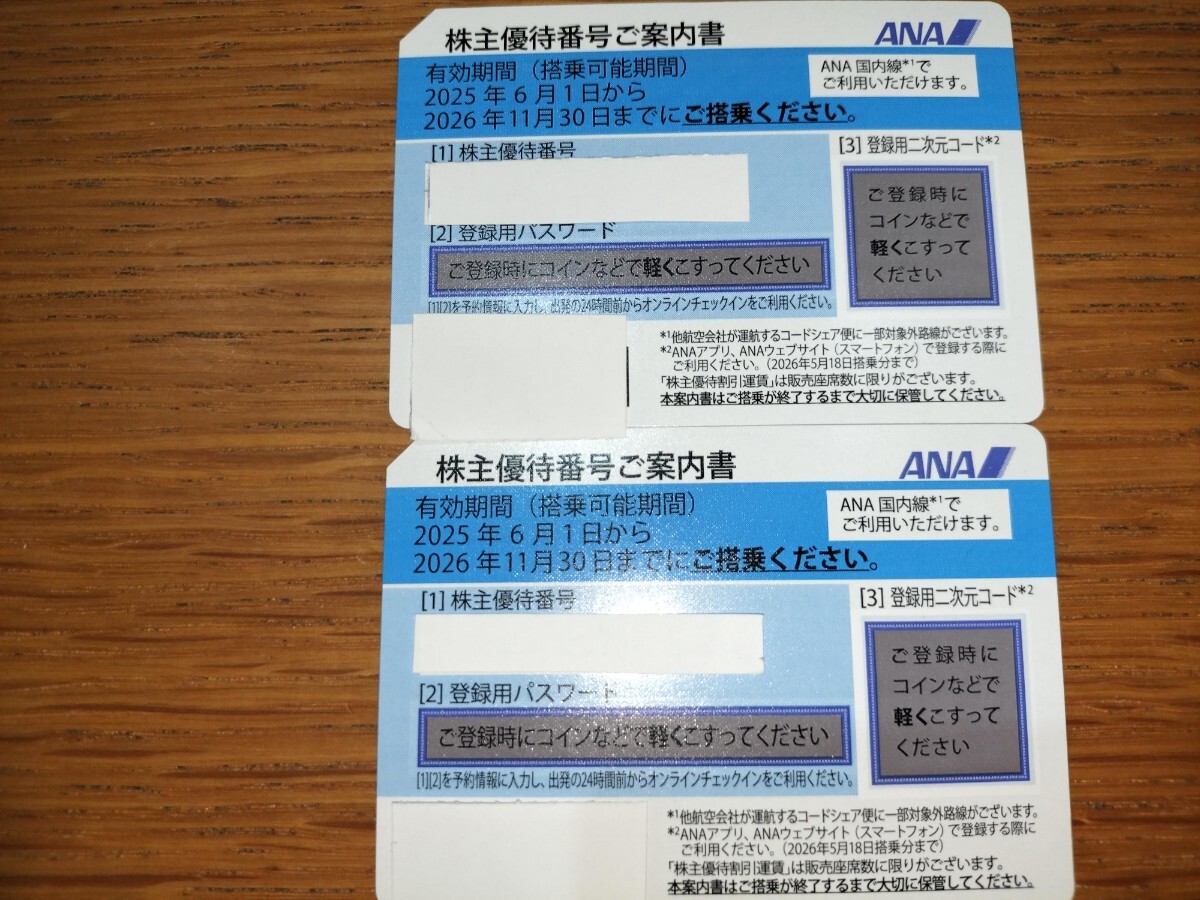 株主優待番号ご案内書
ANA
有効期間（搭乗可能期間）
2025 年 6 月 1 日から
2026 年 11月 30 日までにご搭乗ください。
ANA 国内線*1で
ご利用いただけます。
[1] 株主優待番号
[2] 登録用パスワード
ご登録時にコインなどで軽くこすってください
[1][2]を予約情報に入力し、出発の24時間前からオンラインチェックインをご利用ください。
[3] 登録用二次元コード*2
ご登録時に
コインなどで
軽くこすって
ください
*1他航空会社が運航するコードシェア便に一部対象外路線がございます。
*2ANAアプリ、ANAウェブサイト（スマートフォン）で登録する際に
ご利用ください。（2026年5月18日搭乗分まで）
「株主優待割引運賃」は販売座席数に限りがございます。
本案内書はご搭乗が終了するまで大切に保管してください。
株主優待番号ご案内書
ANA
有効期間（搭乗可能期間）
2025 年 6 月 1 日から
2026 年 11月 30 日までにご搭乗ください。
ANA 国内線*1で
ご利用いただけます。
[1] 株主優待番号
[2] 登録用パスワード
ご登録時にコインなどで軽くこすってください
[1][2]を予約情報に入力し、出発の24時間前からオンラインチェックインをご利用ください。
[3] 登録用二次元コード*2
ご登録時に
コインなどで
軽くこすって
ください
*1他航空会社が運航するコードシェア便に一部対象外路線がございます。
*2ANAアプリ、ANAウェブサイト（スマートフォン）で登録する際に
ご利用ください。（2026年5月18日搭乗分まで）
「株主優待割引運賃」は販売座席数に限りがございます。
本案内書はご搭乗が終了するまで大切に保管してください。